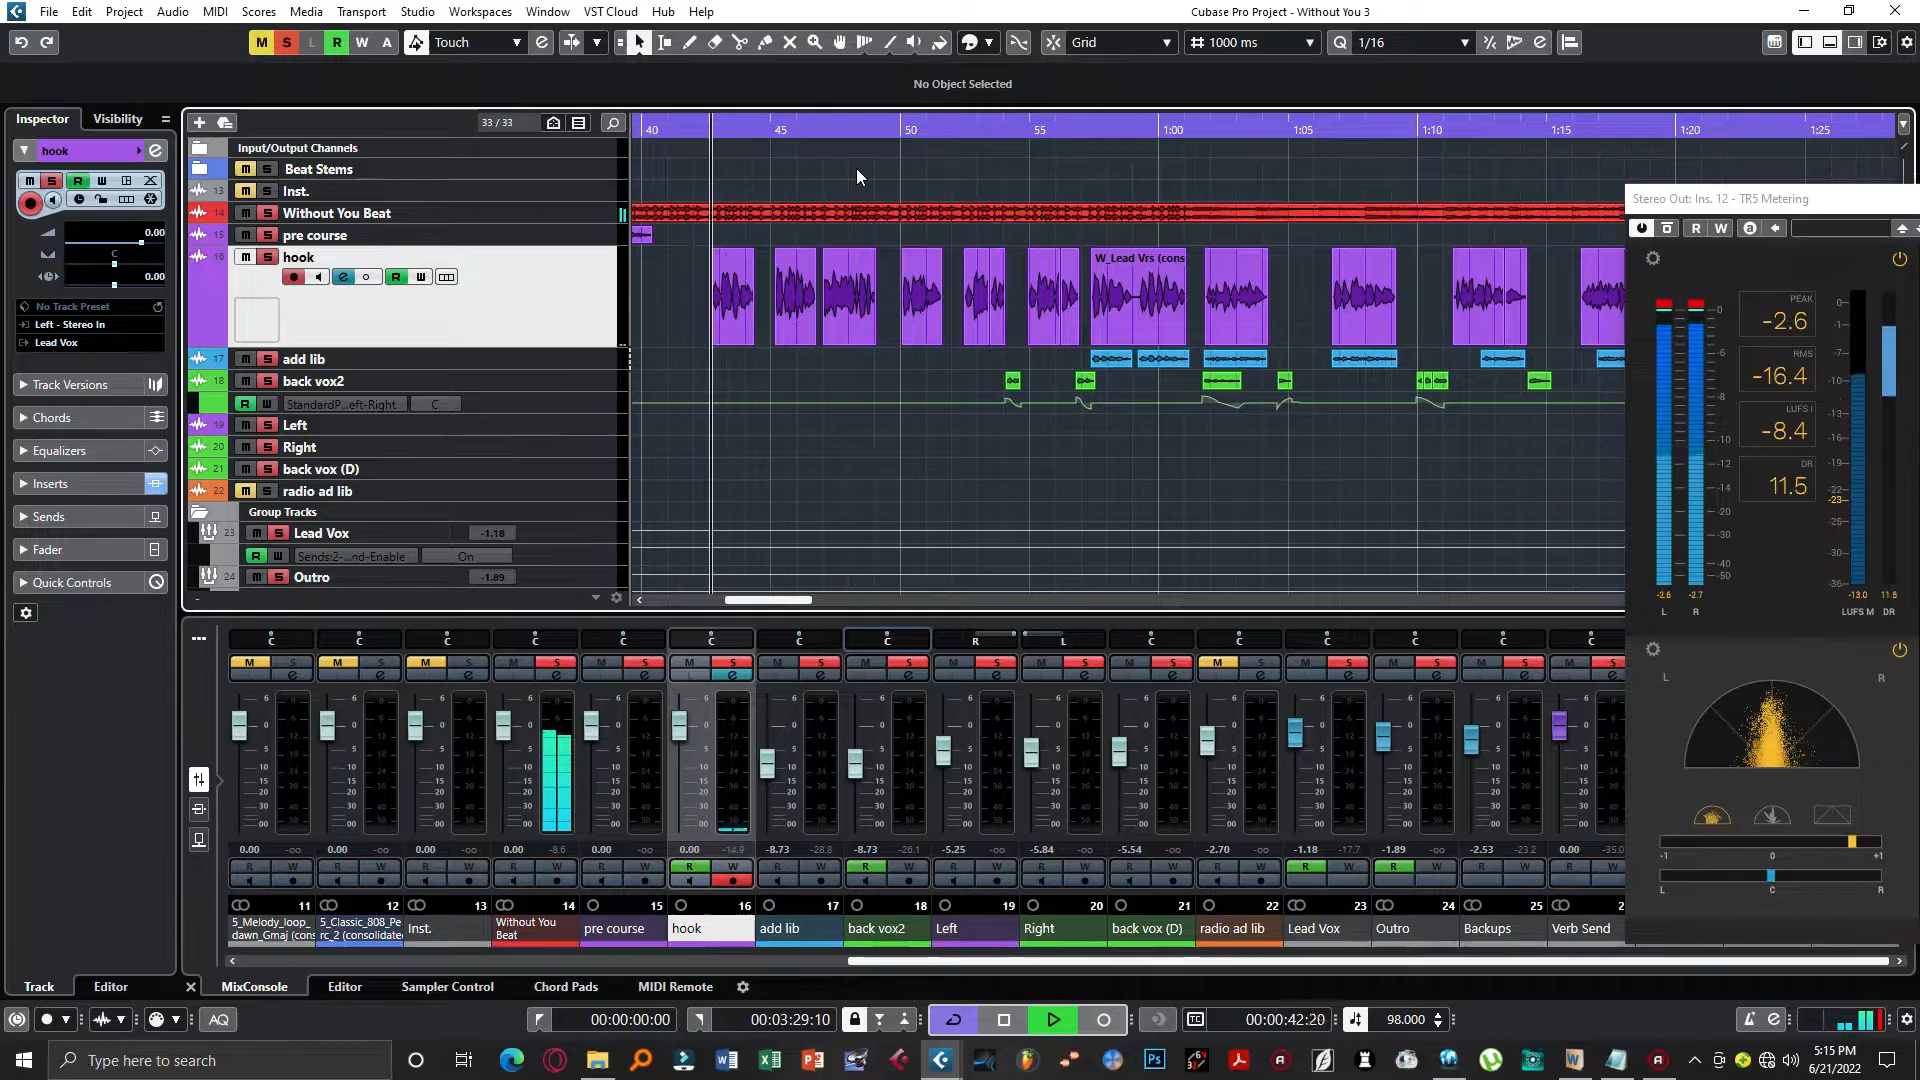 File Edit Project Audio MIDI Scores Media Transport Studio Workspaces Window VST Cloud Hub Help
Cubase Pro Project - Without You 3
M S L R W A Touch Grid 1000 ms Q 1/16
No Object Selected
Inspector Visibility
33 / 33
40 45 50 55 1:00 1:05 1:10 1:15 1:20 1:25
hook
M S R W
0.00
C
0.00
No Track Preset
Left - Stereo In
Lead Vox
Track Versions
Chords
Equalizers
Inserts
Sends
Fader
Quick Controls
Input/Output Channels
Beat Stems
13 m S Inst.
14 m S Without You Beat
15 m S pre course
16 m S hook
R W
17 m S add lib
18 m S back vox2
R W StandardP...eft-Right C
19 m S Left
20 m S Right
21 m S back vox (D)
22 m S radio ad lib
Group Tracks
23 m S Lead Vox -1.18
R W Sends:2-...nd-Enable On
24 m S Outro -1.89
W_Lead Vrs (cons
Stereo Out: Ins. 12 - TR5 Metering
R W
PEAK
-2.6
RMS
-16.4
LUFS I
-8.4
DR
11.5
-2.6 -2.7 -13.0 11.5
L R LUFS M DR
L R
-1 0 +1
L C R
C C C C C C C C R L C C C C C C
0.00 -∞ 0.00 -∞ 0.00 -∞ 0.00 -8.6 0.00 -∞ 0.00 -14.9 -8.73 -28.8 -8.73 -26.1 -5.25 -∞ -5.84 -∞ -5.54 -∞ -2.70 -∞ -1.18 -17.7 -1.89 -∞ -2.53 -23.2 0.00 -35.0
11 12 13 14 15 16 17 18 19 20 21 22 23 24 25 2
5_Melody_loop_dawn_Gmaj (cons
5_Classic_808_Perc_2 (consolidate
Inst.
Without You Beat
pre course
hook
add lib
back vox2
Left
Right
back vox (D)
radio ad lib
Lead Vox
Outro
Backups
Verb Send
Track Editor MixConsole Editor Sampler Control Chord Pads MIDI Remote
AQ 00:00:00:00 00:03:29:10 TC 00:00:42:20 98.000
Type here to search
5:15 PM
6/21/2022